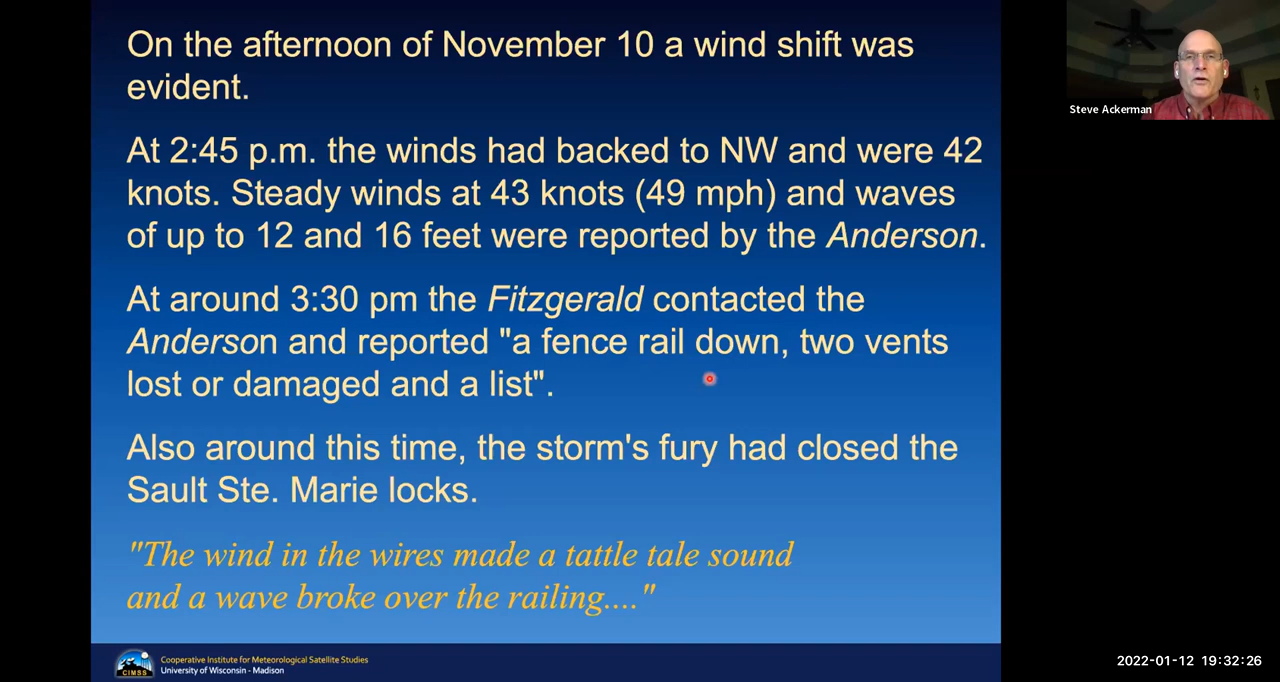 On the afternoon of November 10 a wind shift was
evident.
At 2:45 p.m. the winds had backed to NW and were 42
knots. Steady winds at 43 knots (49 mph) and waves
of up to 12 and 16 feet were reported by the Anderson.
At around 3:30 pm the Fitzgerald contacted the
Anderson and reported "a fence rail down, two vents
lost or damaged and a list".
Also around this time, the storm's fury had closed the
Sault Ste. Marie locks.
"The wind in the wires made a tattle tale sound
and a wave broke over the railing...."
CIMSS
Cooperative Institute for Meteorological Satellite Studies
University of Wisconsin - Madison
Steve Ackerman
2022-01-12 19:32:26